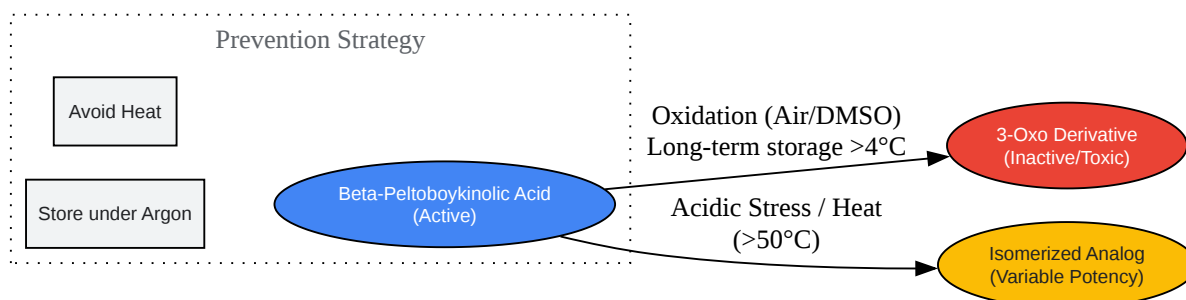 Prevention Strategy
Avoid Heat
Store under Argon
Beta-Peltoboykinolic Acid
(Active)
Oxidation (Air/DMSO)
Long-term storage >4°C
3-Oxo Derivative
(Inactive/Toxic)
Acidic Stress / Heat
(>50°C)
Isomerized Analog
(Variable Potency)